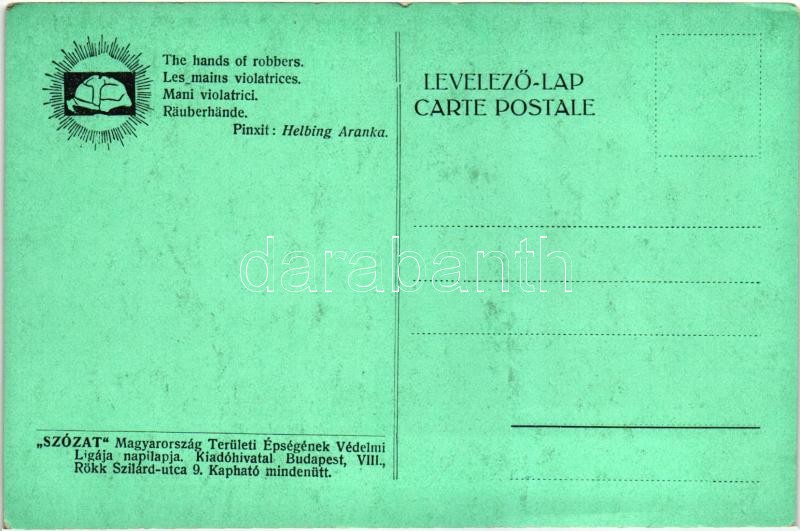 The hands of robbers.
Les mains violatrices.
Mani violatrici.
Räuberhände.
Pinxit: Helbing Aranka.
LEVELEZŐ-LAP
CARTE POSTALE
darabanth
„SZÓZAT“ Magyarország Területi Épségének Védelmi
Ligája napilapja. Kiadóhivatal Budapest, VIII.,
Rökk Szilárd-utca 9. Kapható mindenütt.